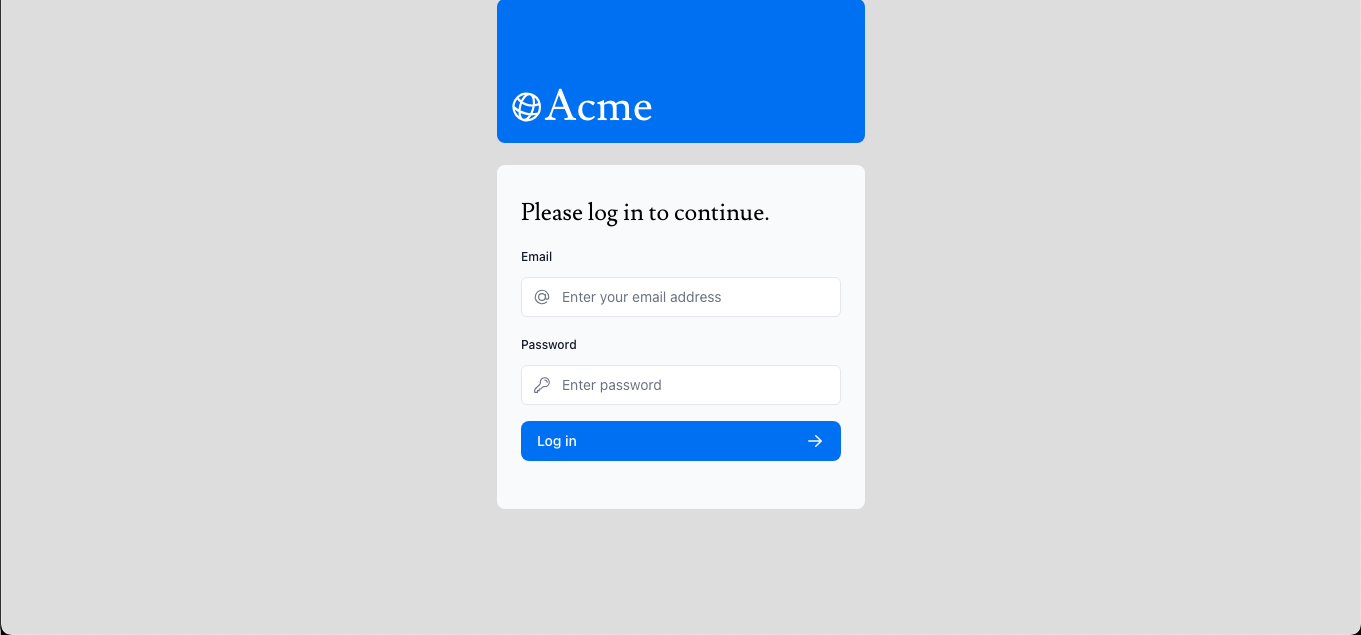 Acme
Please log in to continue.
Email
Enter your email address
Password
Enter password
Log in